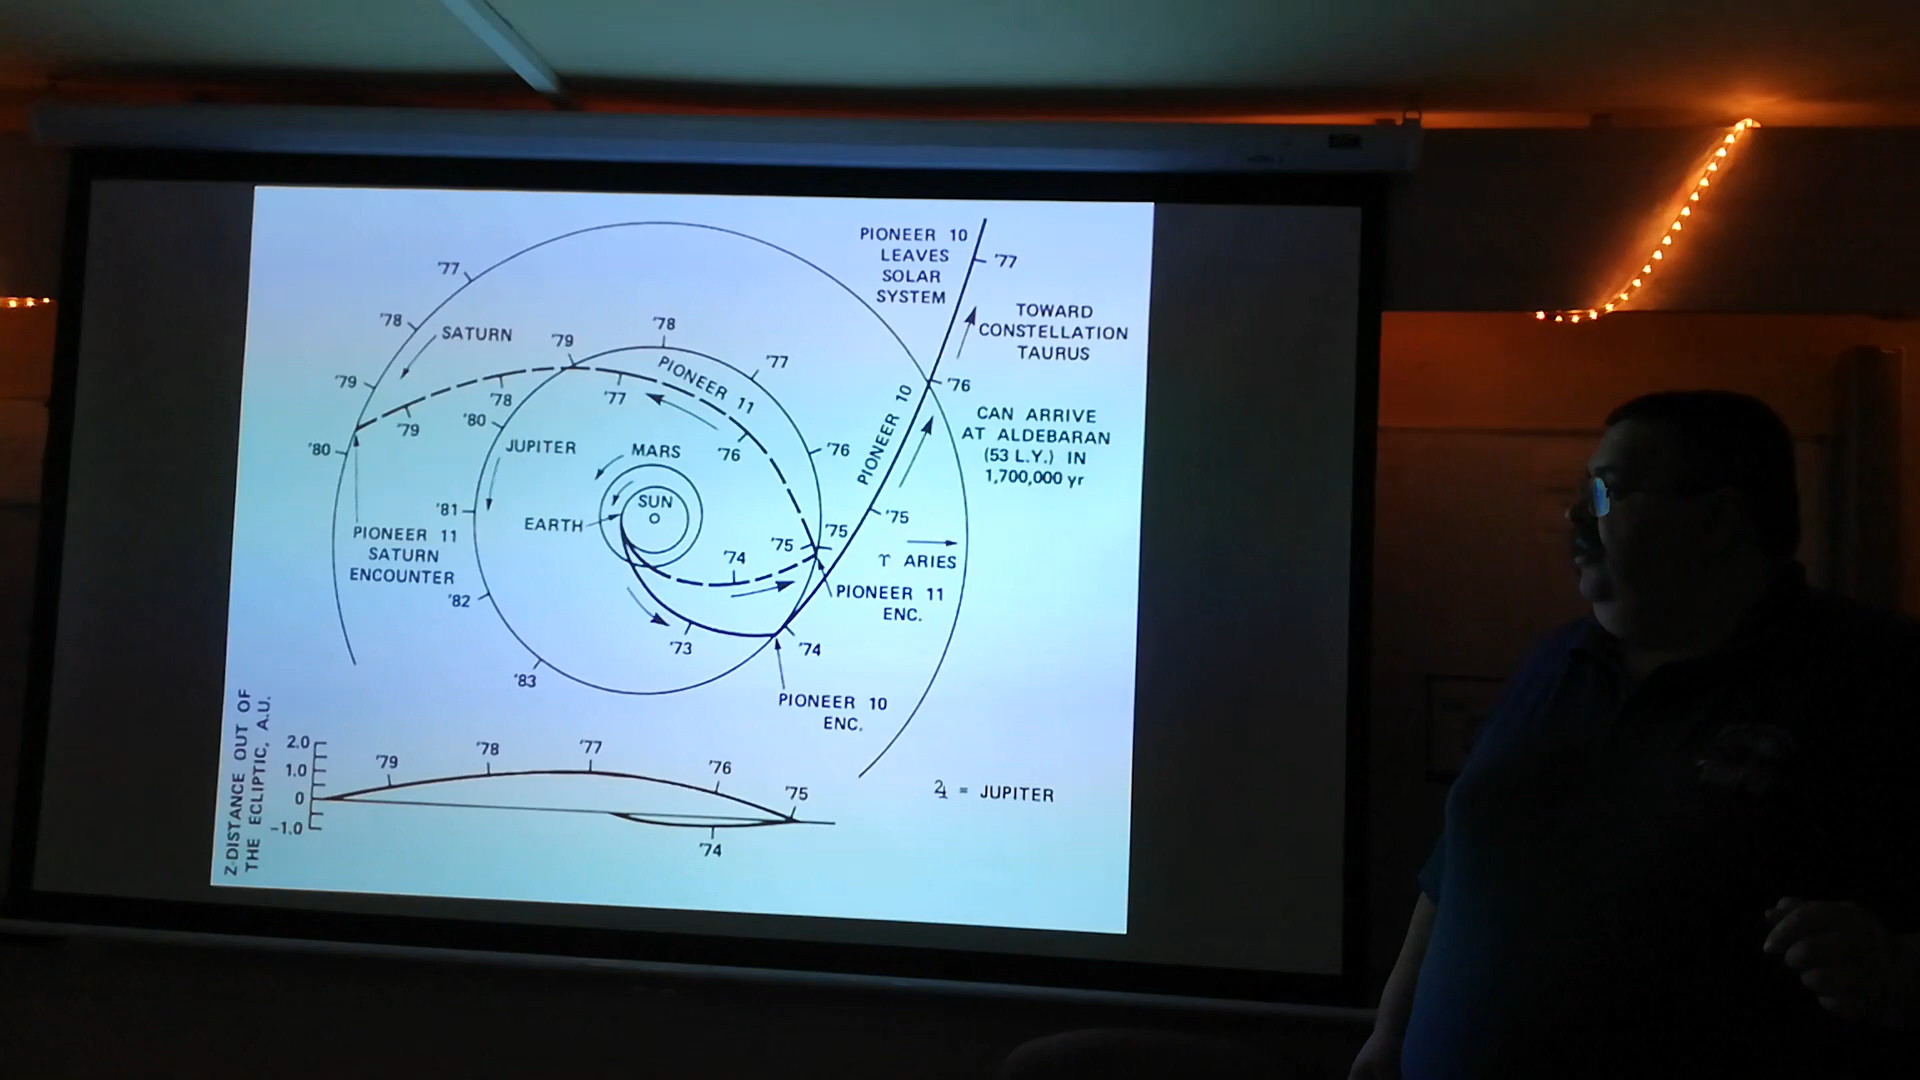 PIONEER 10
LEAVES
SOLAR
SYSTEM
'77
TOWARD
CONSTELLATION
TAURUS
'77
'78
SATURN
'79
'80
'79
'78
'77
PIONEER 11
'78
'79
'77
'76
'76
PIONEER 10
'76
CAN ARRIVE
AT ALDEBARAN
(53 L.Y.) IN
1,700,000 yr
'80
JUPITER
MARS
SUN
EARTH
'81
'82
'83
PIONEER 11
SATURN
ENCOUNTER
'75
'75
'75
'74
♈ ARIES
PIONEER 11
ENC.
'73
'74
PIONEER 10
ENC.
Z-DISTANCE OUT OF
THE ECLIPTIC, A.U.
2.0
1.0
0
-1.0
'79
'78
'77
'76
'75
'74
♃ = JUPITER